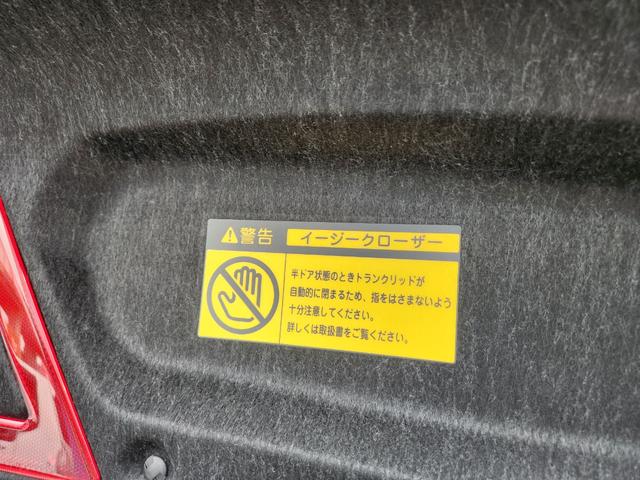 警告 イージークローザー
半ドア状態のときトランクリッドが
自動的に閉まるため、指をはさまないよう
十分注意してください。
詳しくは取扱書をご覧ください。